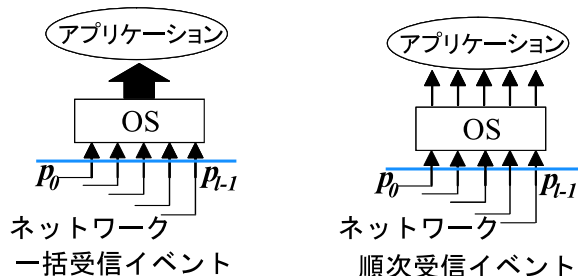 アプリケーション
OS
p0
pl-1
ネットワーク
一括受信イベント
アプリケーション
OS
p0
pl-1
ネットワーク
順次受信イベント